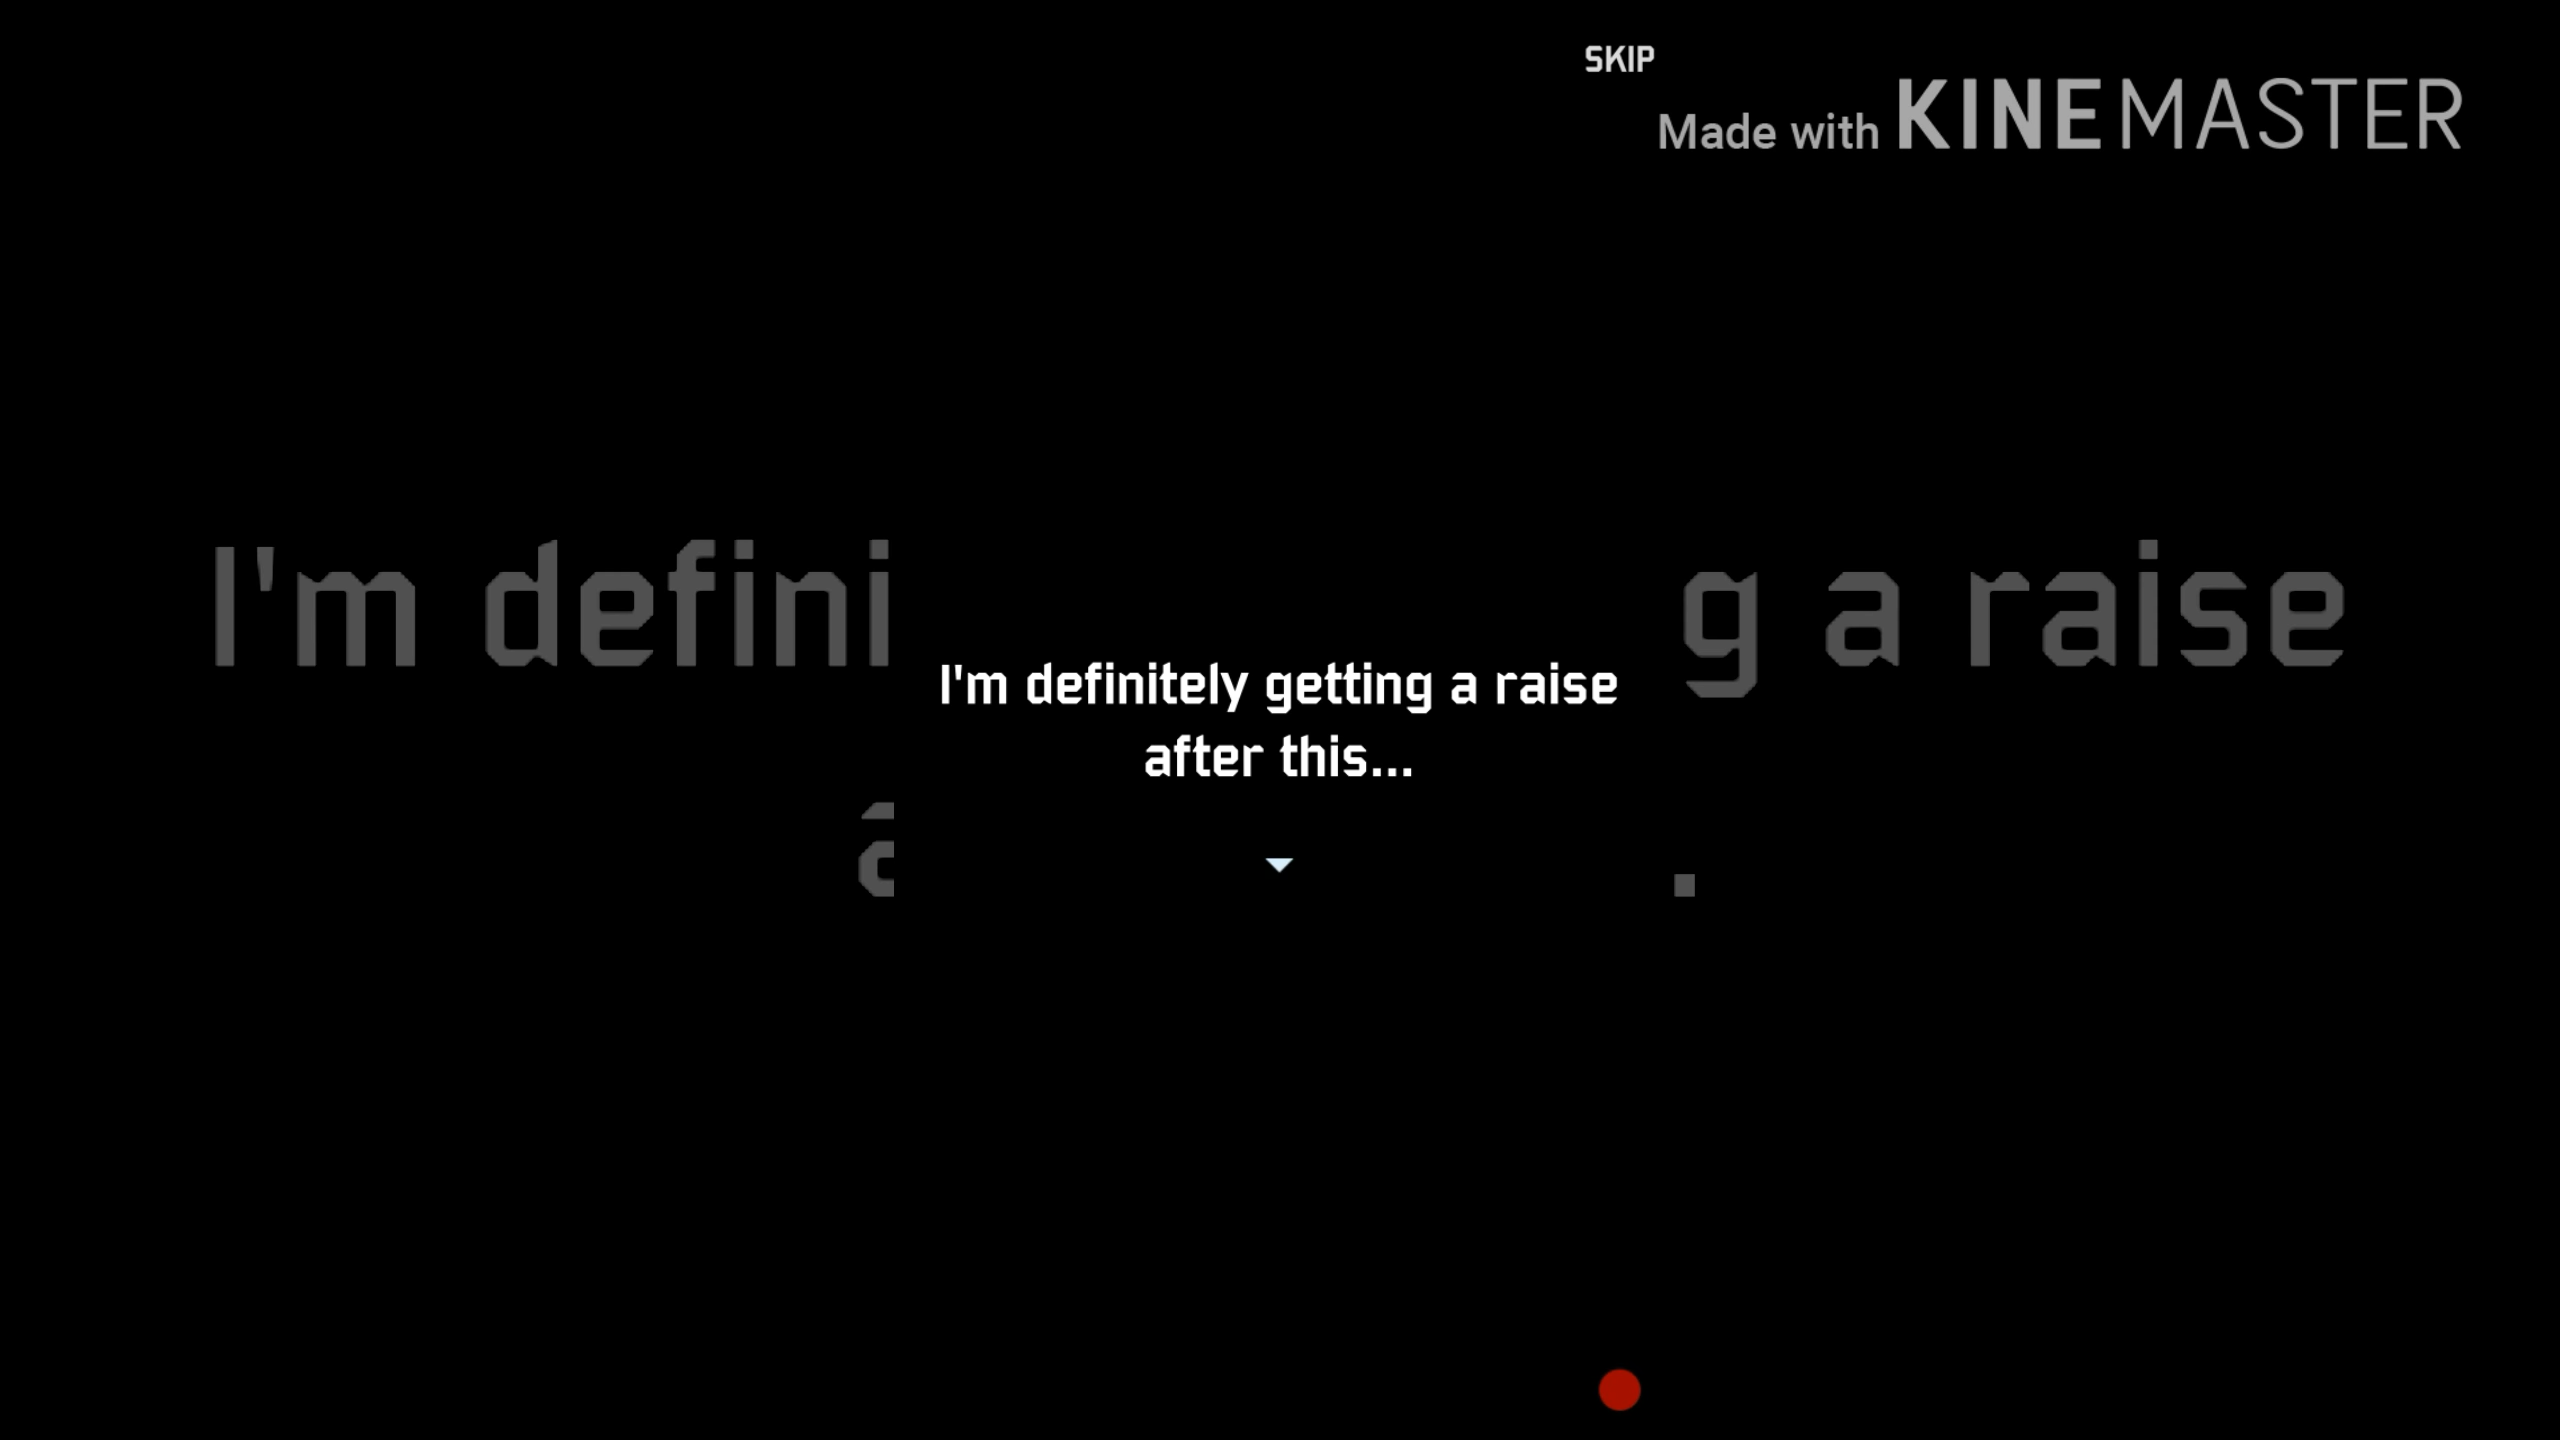 SKIP
Made with KINEMASTER
I'm defini g a raise
I'm definitely getting a raise
after this...
a .